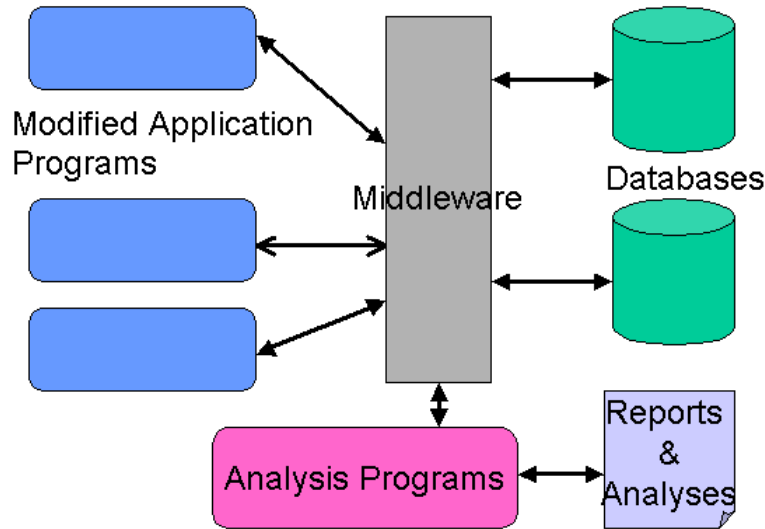 Modified Application
Programs
Middleware
Databases
Analysis Programs
Reports
&
Analyses